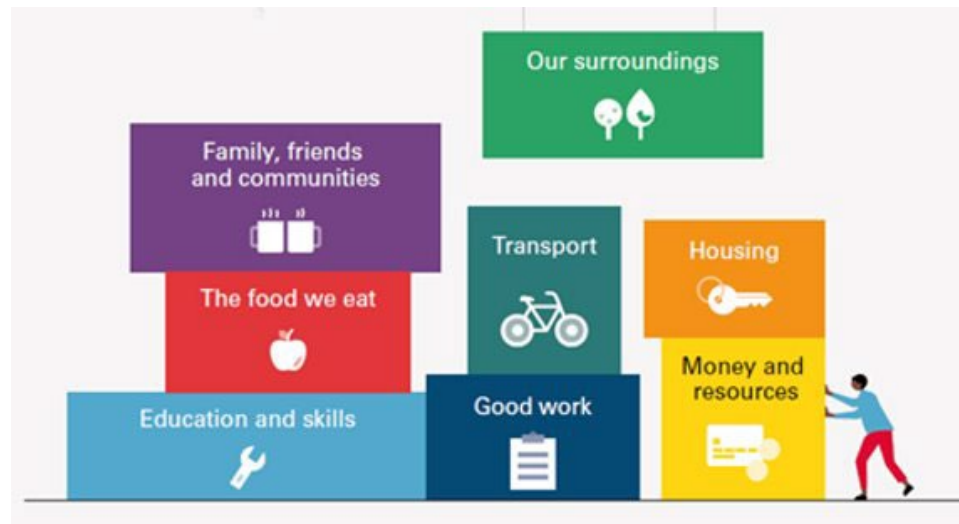 Our surroundings
Family, friends
and communities
Transport
Housing
The food we eat
Money and
resources
Education and skills
Good work